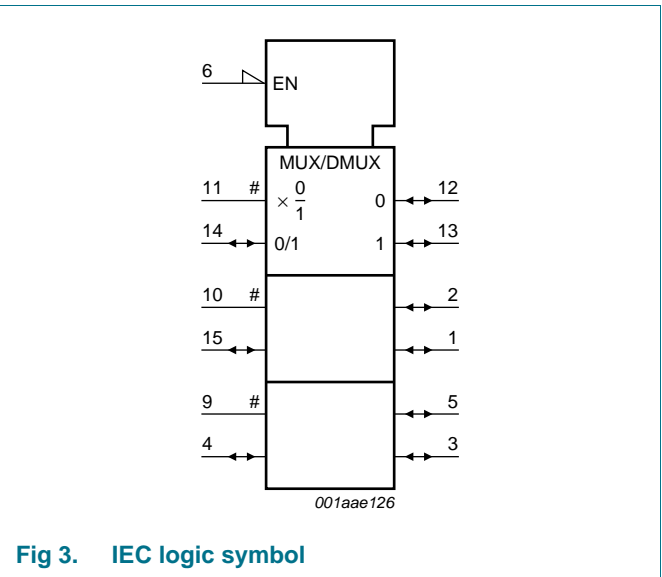 6
EN
MUX/DMUX
11 # × 0/1 0 12
14 0/1 1 13
10 # 2
15 1
9 # 5
4 3
001aae126
Fig 3. IEC logic symbol